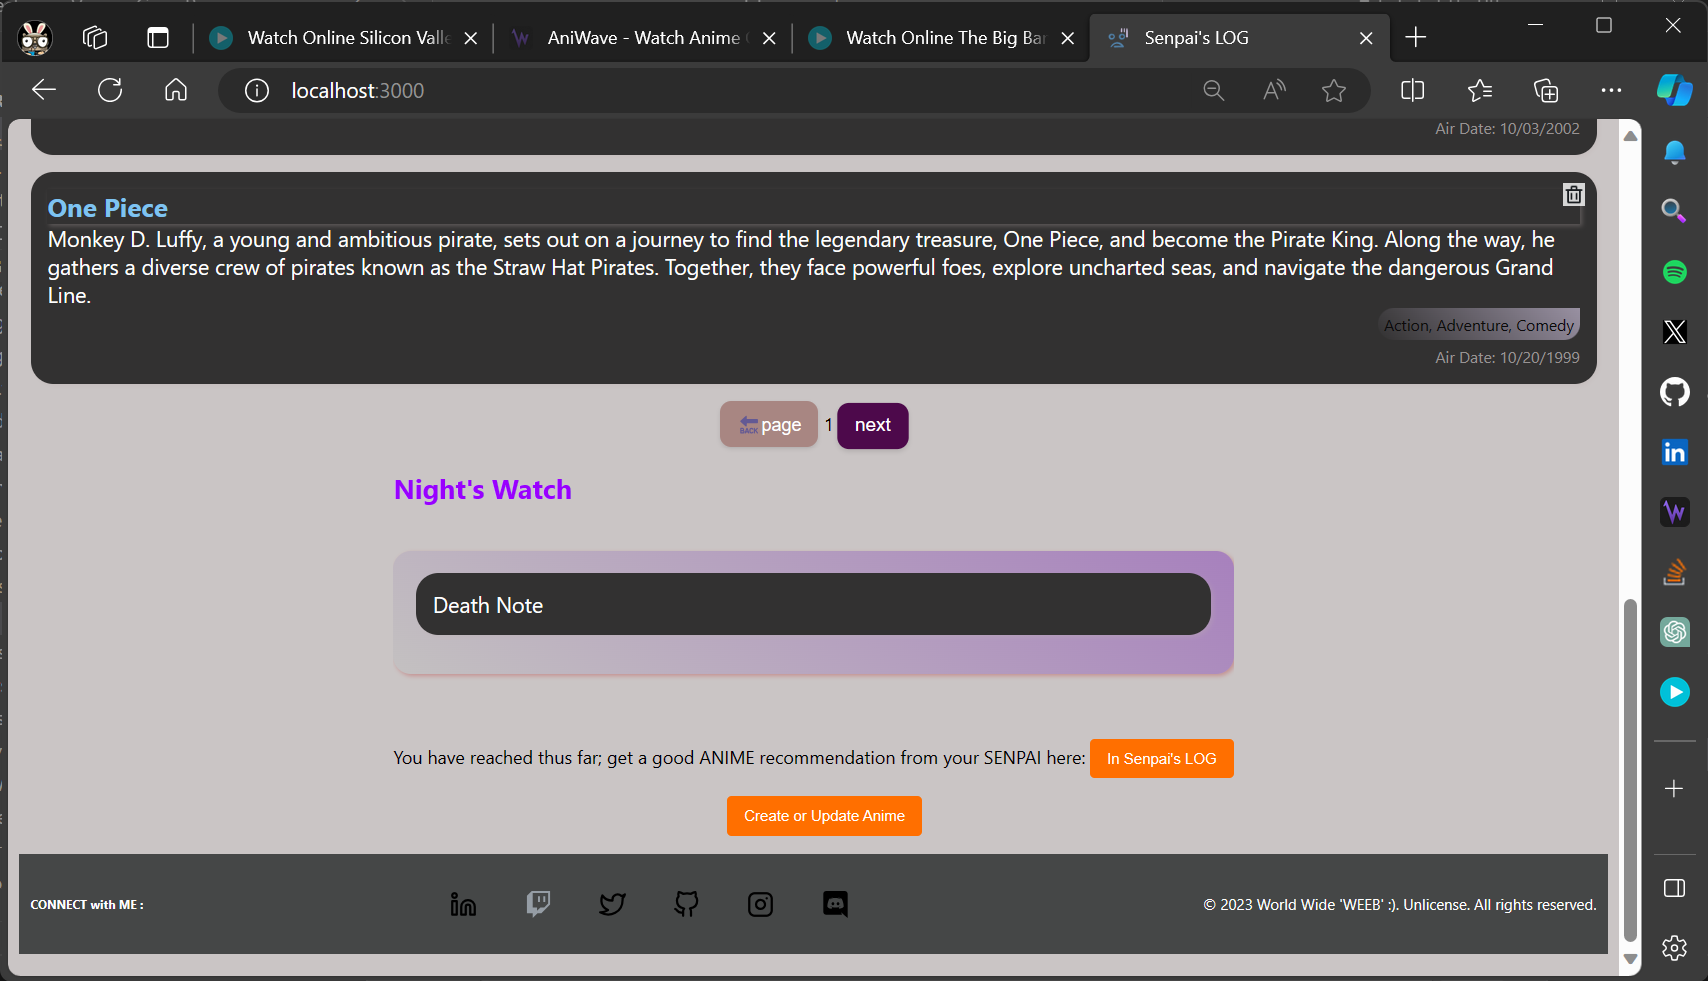 Watch Online Silicon Valle
AniWave - Watch Anime
Watch Online The Big Bar
Senpai's LOG
localhost:3000
Air Date: 10/03/2002
One Piece
Monkey D. Luffy, a young and ambitious pirate, sets out on a journey to find the legendary treasure, One Piece, and become the Pirate King. Along the way, he
gathers a diverse crew of pirates known as the Straw Hat Pirates. Together, they face powerful foes, explore uncharted seas, and navigate the dangerous Grand
Line.
Action, Adventure, Comedy
Air Date: 10/20/1999
BACK page 1 next
Night's Watch
Death Note
You have reached thus far; get a good ANIME recommendation from your SENPAI here: In Senpai's LOG
Create or Update Anime
CONNECT with ME :
© 2023 World Wide 'WEEB' :). Unlicense. All rights reserved.